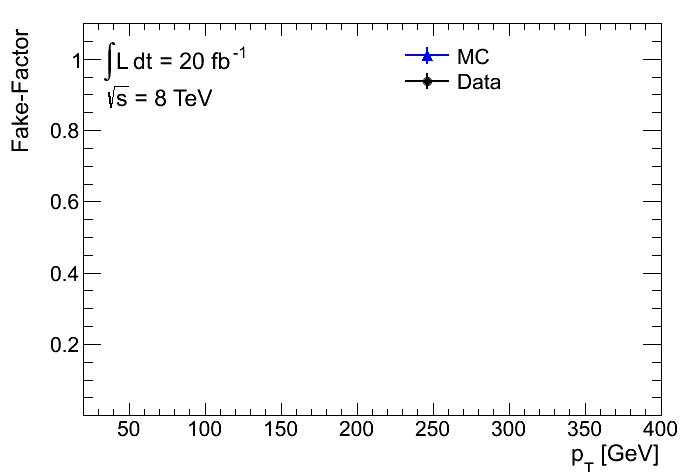 Fake-Factor
∫L dt = 20 fb⁻¹
√s = 8 TeV
MC
Data
1
0.8
0.6
0.4
0.2
50 100 150 200 250 300 350 400
p_T [GeV]